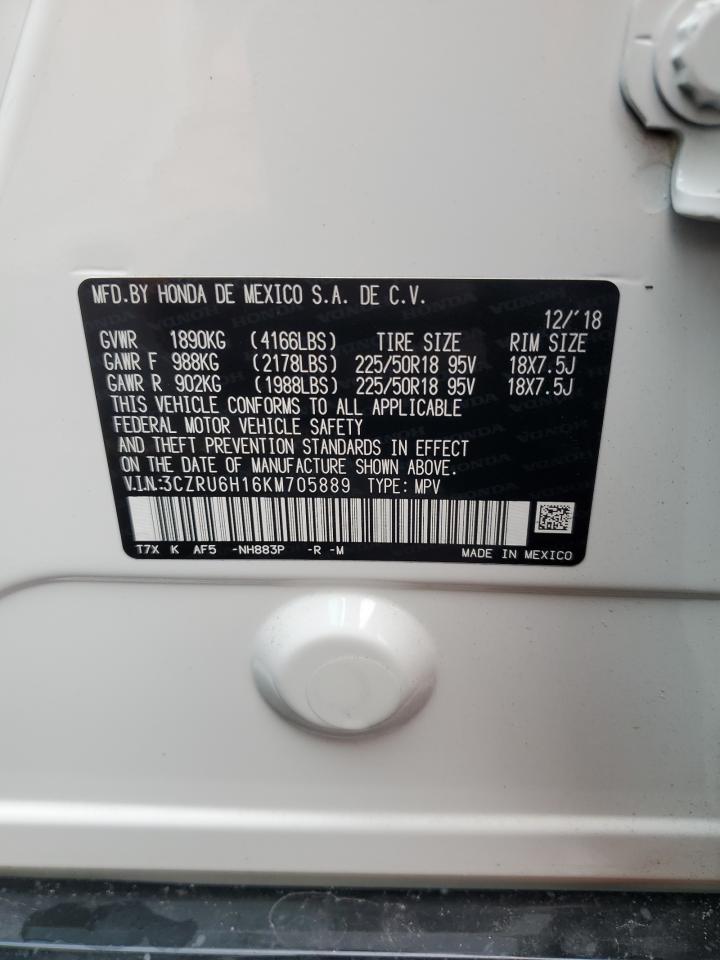 MFD.BY HONDA DE MEXICO S.A. DE C.V.
12/'18
GVWR 1890KG (4166LBS) TIRE SIZE RIM SIZE
GAWR F 988KG (2178LBS) 225/50R18 95V 18X7.5J
GAWR R 902KG (1988LBS) 225/50R18 95V 18X7.5J
THIS VEHICLE CONFORMS TO ALL APPLICABLE
FEDERAL MOTOR VEHICLE SAFETY
AND THEFT PREVENTION STANDARDS IN EFFECT
ON THE DATE OF MANUFACTURE SHOWN ABOVE.
V.I.N.:3CZRU6H16KM705889 TYPE: MPV
T7X K AF5 -NH883P -R -M MADE IN MEXICO